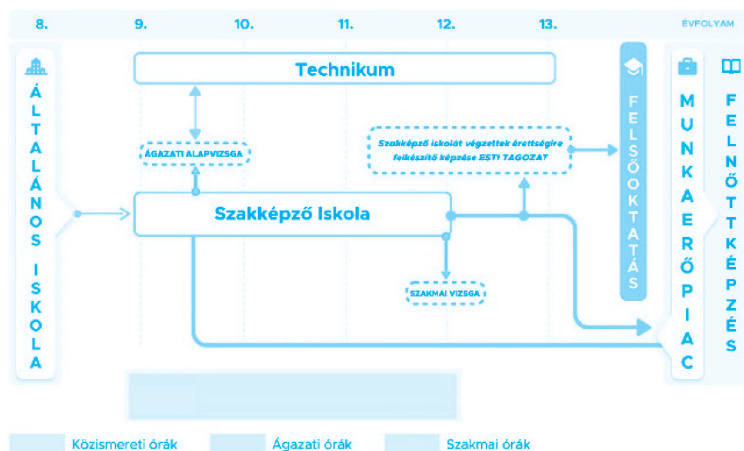 8. 9. 10. 11. 12. 13. ÉVFOLYAM
ÁLTALÁNOS ISKOLA
Technikum
ÁGAZATI ALAPVIZSGA
Szakképző iskolát végzettek érettségire
felkészítő képzése ESTI TAGOZAT
Szakképző Iskola
SZAKMAI VIZSGA
FELSŐOKTATÁS
MUNKAERŐPIAC
FELNŐTTKÉPZÉS
Közismereti órák Ágazati órák Szakmai órák